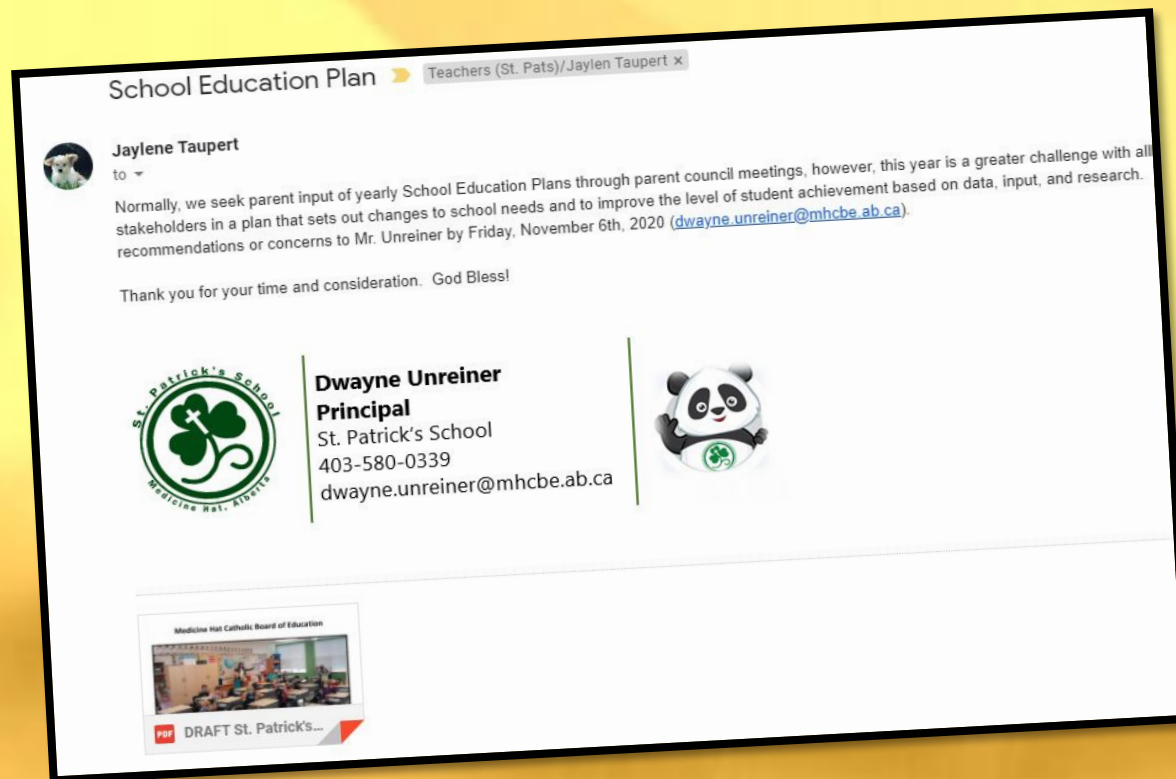 School Education Plan Teachers (St. Pats)/Jaylen Taupert ×
Jaylene Taupert
to
Normally, we seek parent input of yearly School Education Plans through parent council meetings, however, this year is a greater challenge with all
stakeholders in a plan that sets out changes to school needs and to improve the level of student achievement based on data, input, and research.
recommendations or concerns to Mr. Unreiner by Friday, November 6th, 2020 (dwayne.unreiner@mhcbe.ab.ca).
Thank you for your time and consideration.  God Bless!
St. Patrick's School
Medicine Hat, Alberta
Dwayne Unreiner
Principal
St. Patrick's School
403-580-0339
dwayne.unreiner@mhcbe.ab.ca
Medicine Hat Catholic Board of Education
PDF DRAFT St. Patrick's...